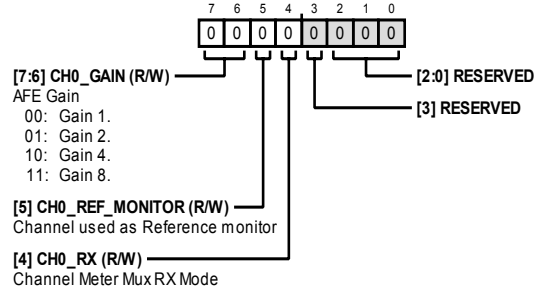 7 6 5 4 3 2 1 0
0 0 0 0 0 0 0 0
[7:6] CH0_GAIN (R/W)
AFE Gain
00: Gain 1.
01: Gain 2.
10: Gain 4.
11: Gain 8.
[5] CH0_REF_MONITOR (R/W)
Channel used as Reference monitor
[4] CH0_RX (R/W)
Channel Meter Mux RX Mode
[2:0] RESERVED
[3] RESERVED